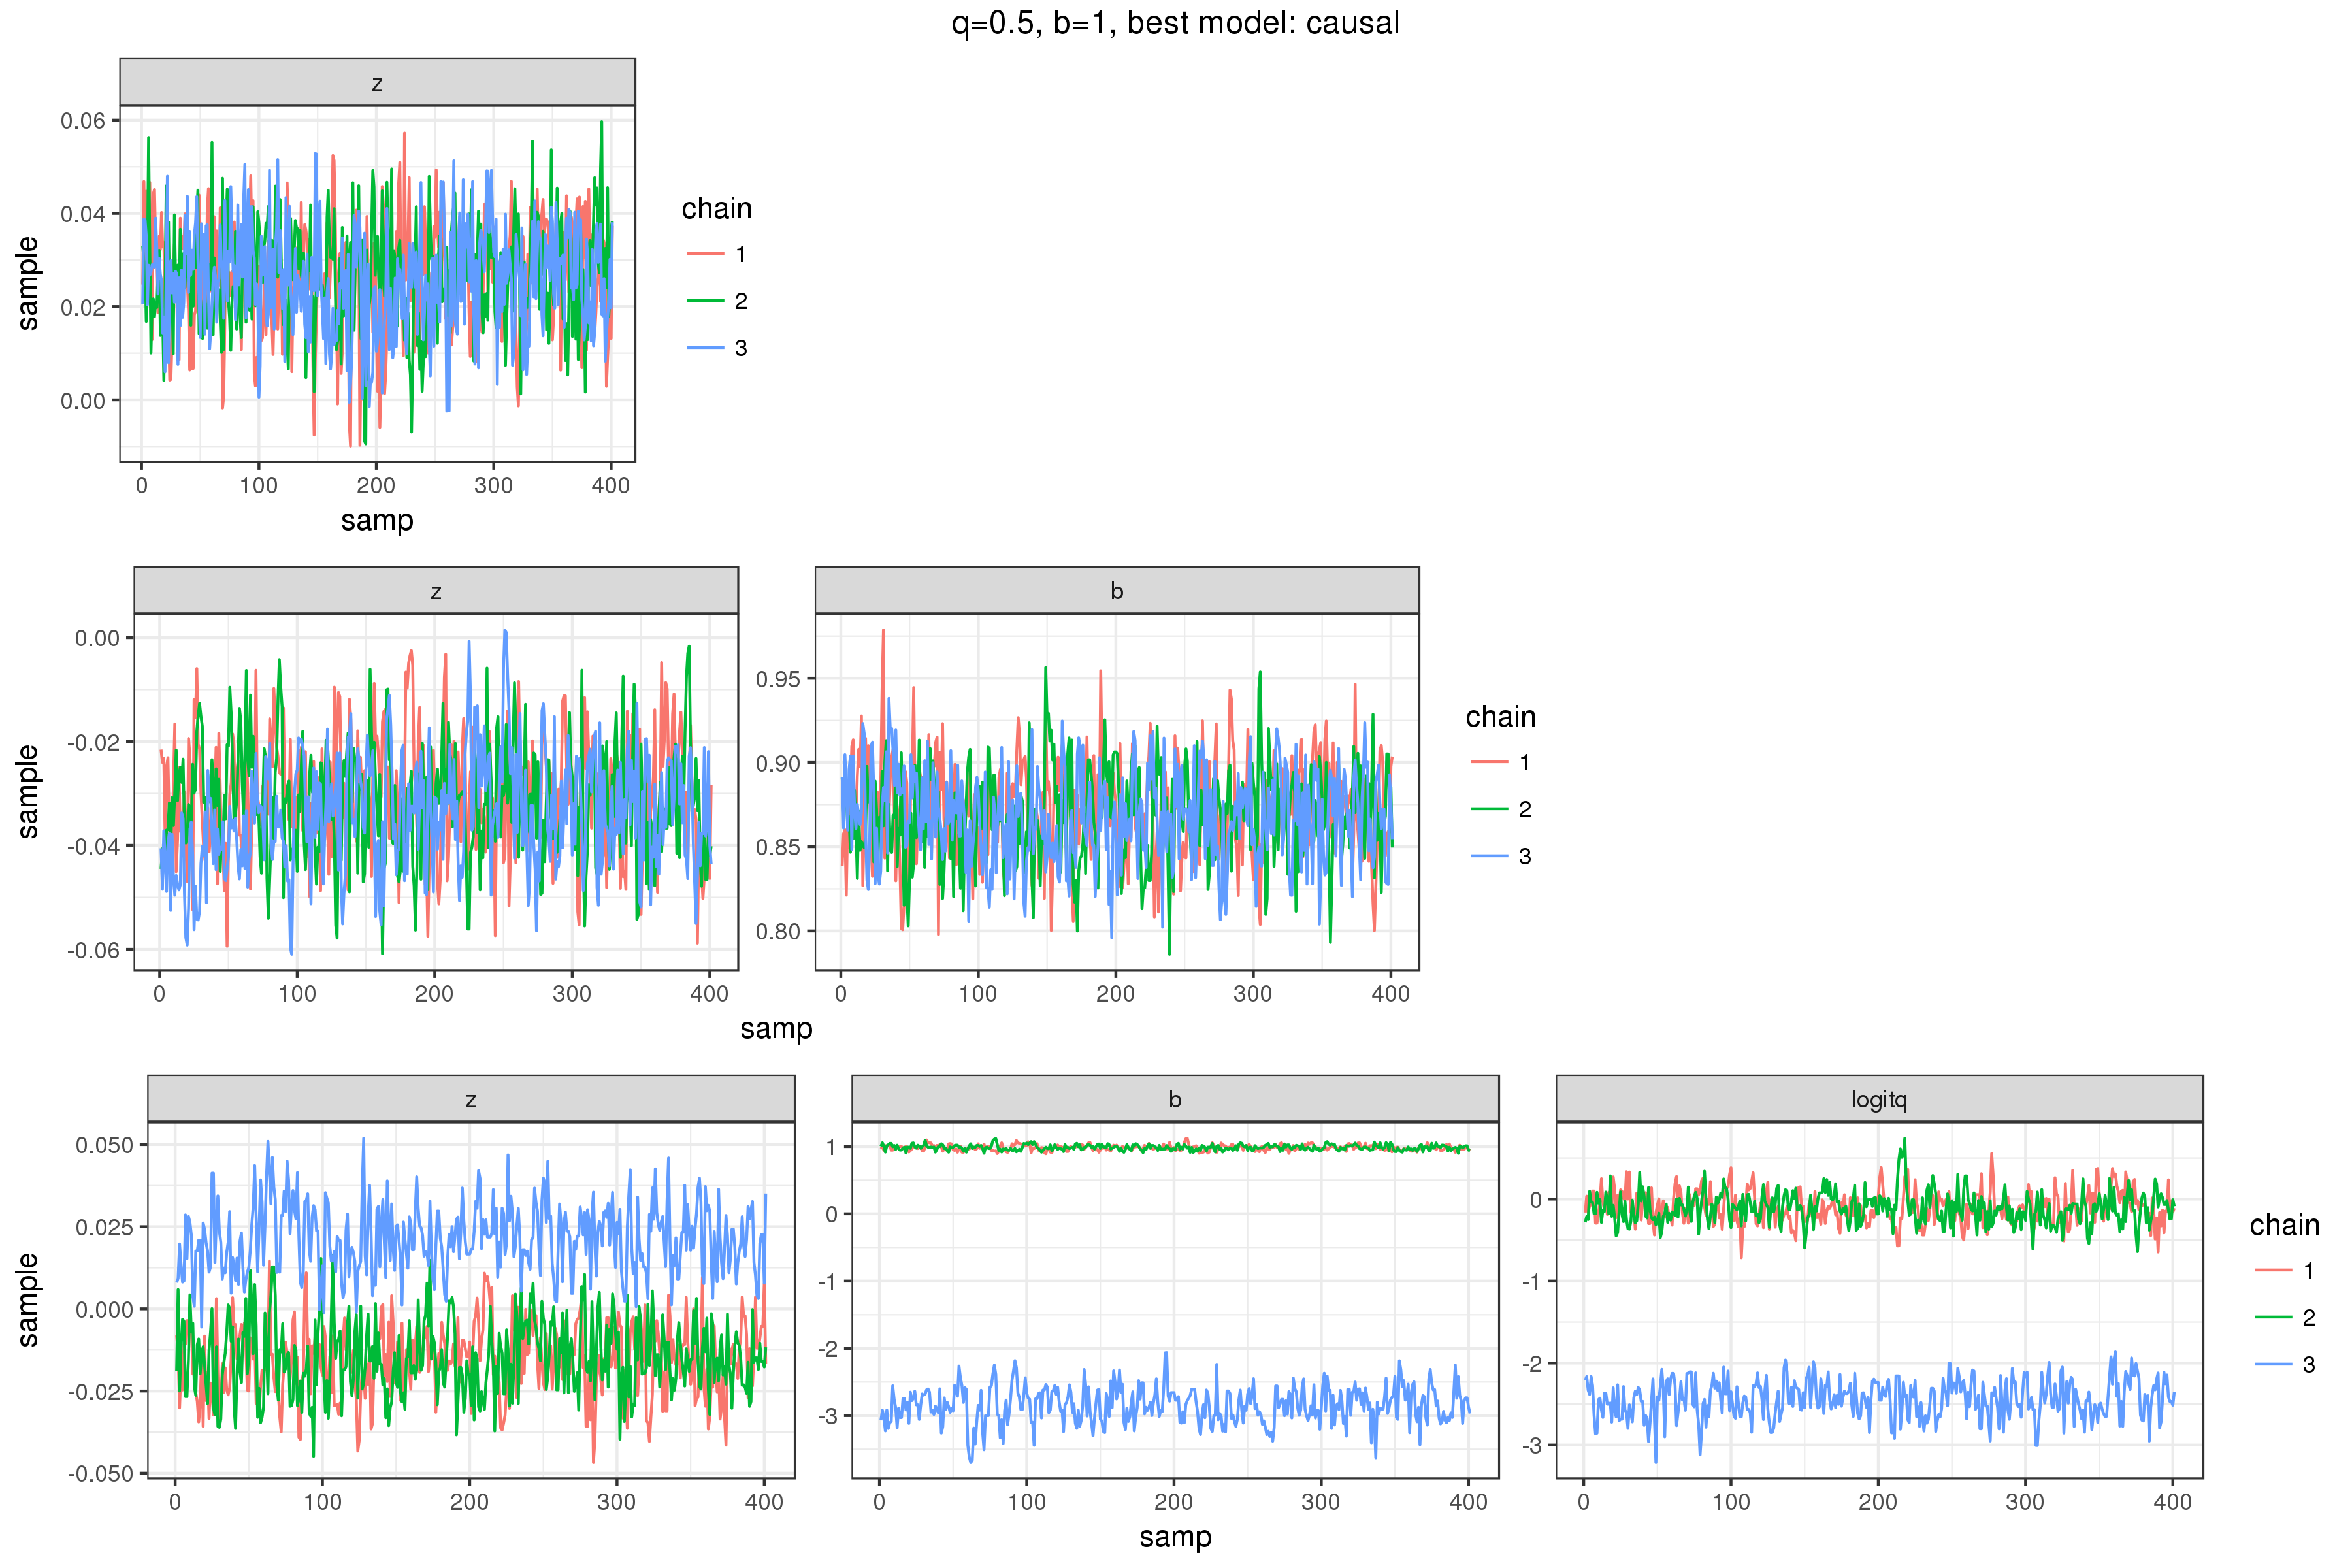 q=0.5, b=1, best model: causal
z
0.06
0.04
0.02
0.00
sample
0 100 200 300 400
samp
chain
1
2
3
z b
0.00
-0.02
-0.04
-0.06
0.95
0.90
0.85
0.80
sample
0 100 200 300 400 0 100 200 300 400
samp
chain
1
2
3
z b logitq
0.050
0.025
0.000
-0.025
-0.050
1
0
-1
-2
-3
0
-1
-2
-3
sample
0 100 200 300 400 0 100 200 300 400 0 100 200 300 400
samp
chain
1
2
3